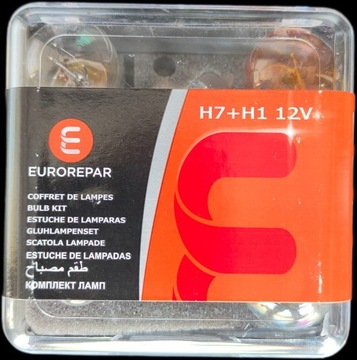 H7+H1 12V
EUROREPAR
COFFRET DE LAMPES
BULB KIT
ESTUCHE DE LAMPARAS
GLUHLAMPENSET
SCATOLA LAMPADE
ESTUCHE DE LAMPADAS
طقم مصباح
КОМПЛЕКТ ЛАМП